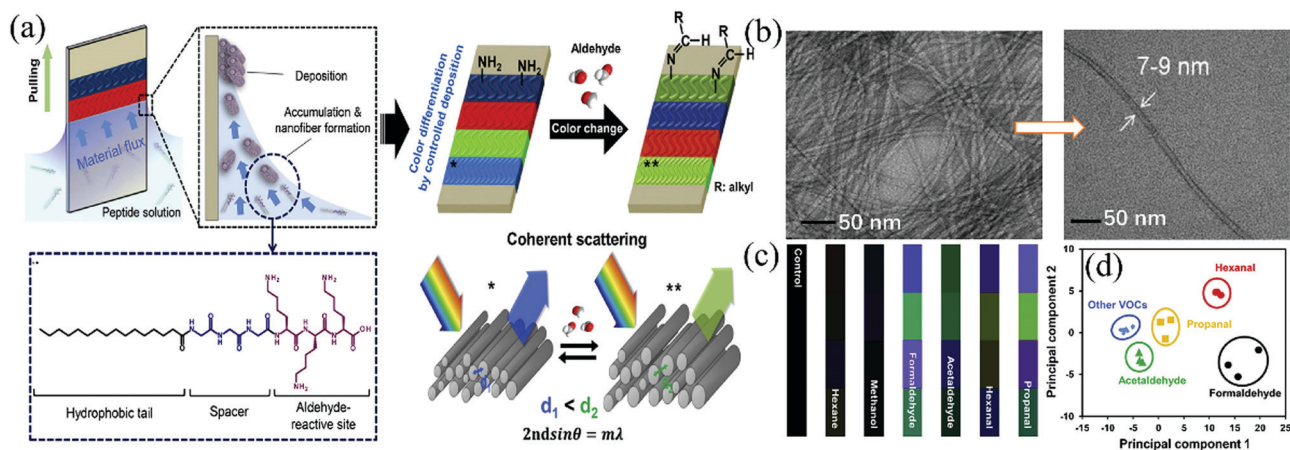 (a)
Pulling
Material flux
Peptide solution
Deposition
Accumulation &
nanofiber formation
Color differentiation
by controlled deposition
NH₂
NH₂
*
Aldehyde
Color change
R
C
H
N
R
C
H
N
**
R: alkyl
NH₂
NH₂
NH₂
OH
O
H
N
O
N
H
O
H
N
O
N
H
O
H
N
O
N
H
O
Hydrophobic tail
Spacer
Aldehyde-
reactive site
Coherent scattering
*
**
d₁ < d₂
2ndsinθ = mλ
(b)
50 nm
7-9 nm
50 nm
(c)
Control
Hexane
Methanol
Formaldehyde
Acetaldehyde
Hexanal
Propanal
(d)
Principal component 2
10
5
0
-5
-10
Hexanal
Other VOCs
Propanal
Acetaldehyde
Formaldehyde
-15
-10
-5
0
5
10
15
20
25
Principal component 1